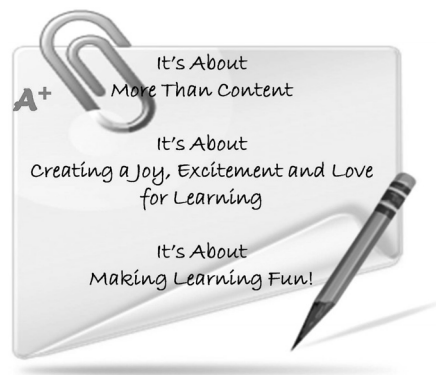 It's About
More Than Content
A+
It's About
Creating a Joy, Excitement and Love
for Learning
It's About
Making Learning Fun!